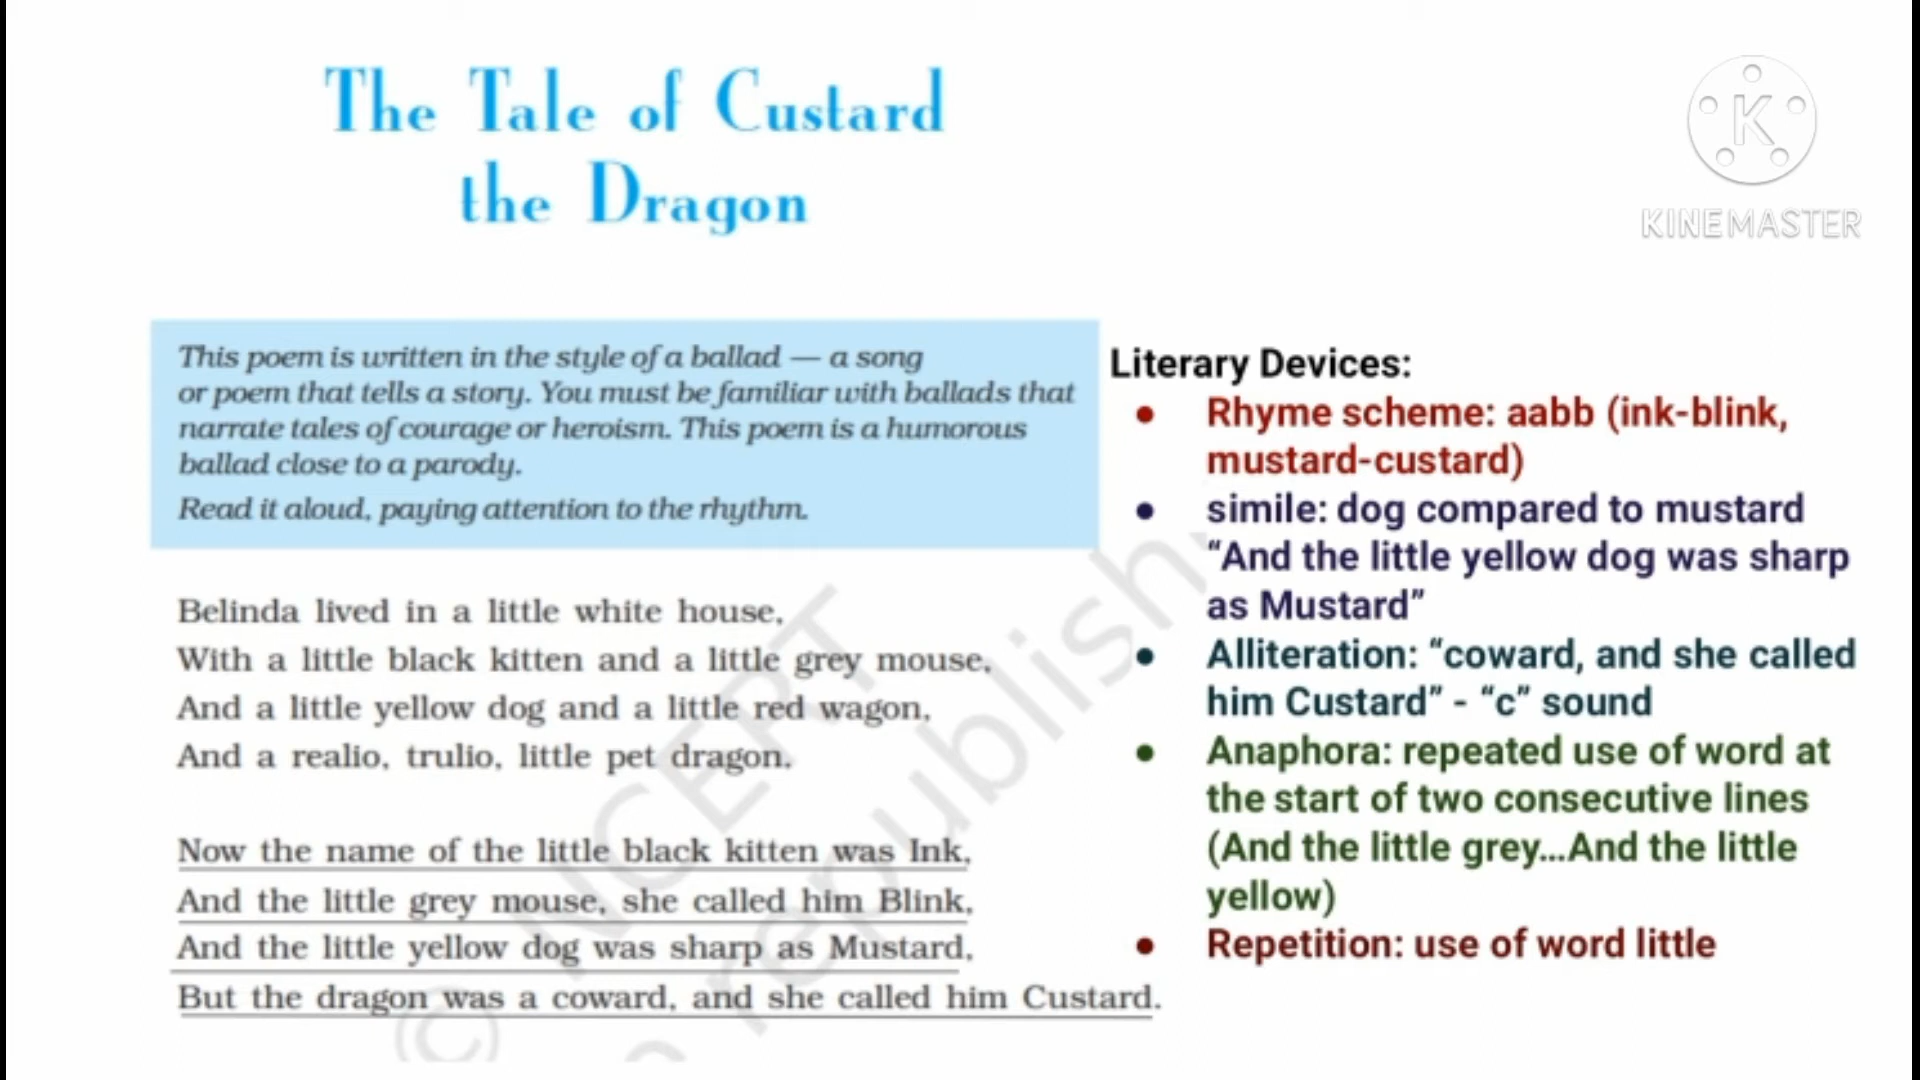 The Tale of Custard
the Dragon
KINEMASTER
This poem is written in the style of a ballad — a song
or poem that tells a story. You must be familiar with ballads that
narrate tales of courage or heroism. This poem is a humorous
ballad close to a parody.
Read it aloud, paying attention to the rhythm.
Belinda lived in a little white house,
With a little black kitten and a little grey mouse,
And a little yellow dog and a little red wagon,
And a realio, trulio, little pet dragon.
Now the name of the little black kitten was Ink,
And the little grey mouse, she called him Blink,
And the little yellow dog was sharp as Mustard,
But the dragon was a coward, and she called him Custard.
Literary Devices:
● Rhyme scheme: aabb (ink-blink,
mustard-custard)
● simile: dog compared to mustard
“And the little yellow dog was sharp
as Mustard”
● Alliteration: “coward, and she called
him Custard” - “c” sound
● Anaphora: repeated use of word at
the start of two consecutive lines
(And the little grey...And the little
yellow)
● Repetition: use of word little
© NCERT
republish